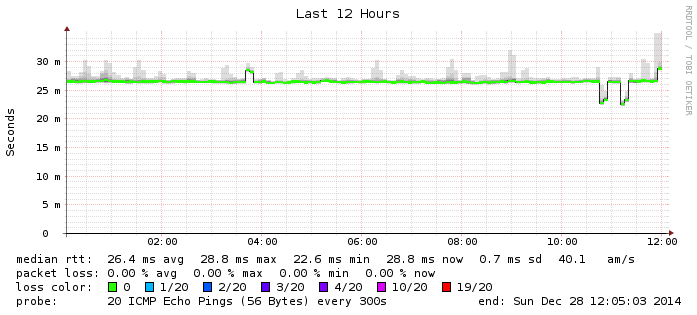 Last 12 Hours
RRDTOOL / TOBI OETIKER
Seconds
30 m
25 m
20 m
15 m
10 m
5 m
0
02:00 04:00 06:00 08:00 10:00 12:00
median rtt: 26.4 ms avg 28.8 ms max 22.6 ms min 28.8 ms now 0.7 ms sd 40.1 am/s
packet loss: 0.00 % avg 0.00 % max 0.00 % min 0.00 % now
loss color: 0 1/20 2/20 3/20 4/20 10/20 19/20
probe: 20 ICMP Echo Pings (56 Bytes) every 300s end: Sun Dec 28 12:05:03 2014